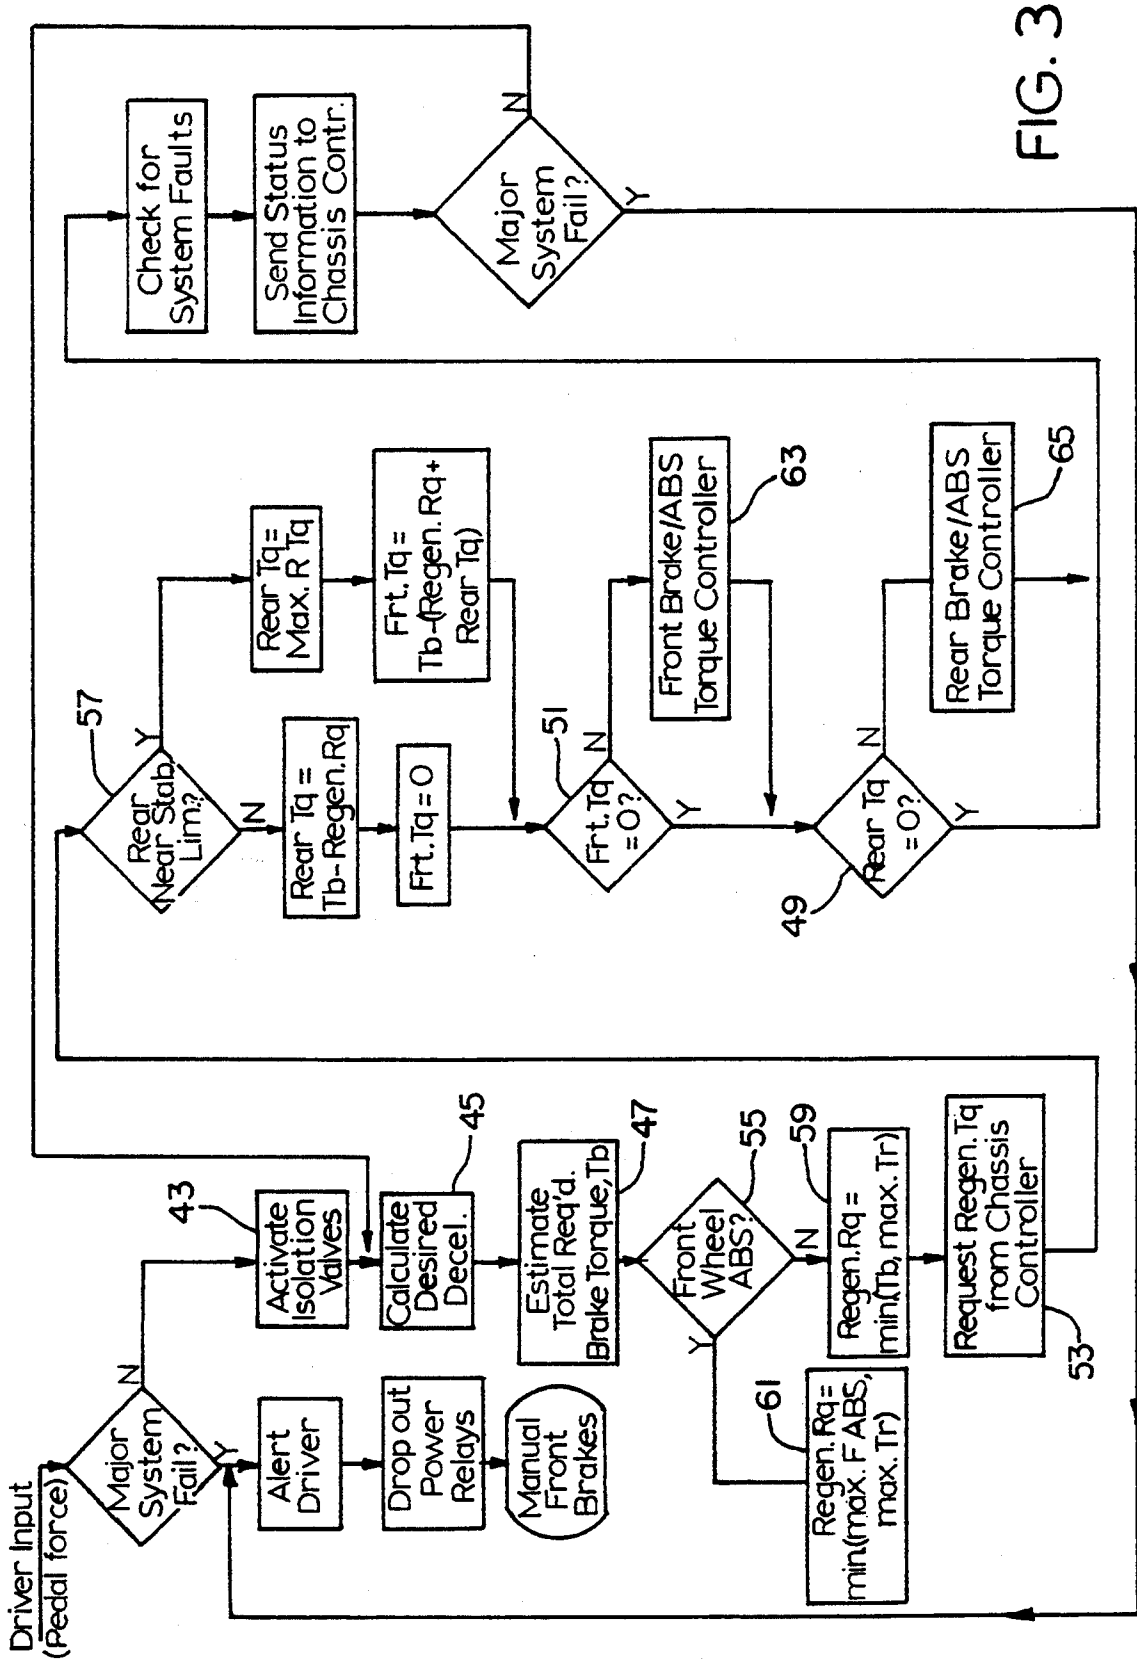 Driver Input
(Pedal force)
Major
System
Fail?
N
Y
Alert
Driver
Drop out
Power
Relays
Manual
Front
Brakes
43
Activate
Isolation
Valves
45
Calculate
Desired
Decel.
47
Estimate
Total Req'd.
Brake Torque,Tb
55
Front
Wheel
ABS?
Y
N
61
Regen.Rq=
min.(max. F ABS,
max. Tr)
59
Regen.Rq=
min(Tb, max. Tr)
Request Regen.Tq
from Chassis
Controller
53
57
Rear
Near Stab.
Lim.?
Y
N
Rear Tq =
Tb-Regen.Rq
Frt.Tq = O
Rear Tq =
Max. R Tq
Frt.Tq =
Tb-(Regen.Rq+
Rear Tq)
51
Frt.Tq
=O?
N
Y
Front Brake/ABS
Torque Controller
63
49
Rear Tq
=O?
N
Y
Rear Brake/ABS
Torque Controller
65
Check for
System Faults
Send Status
Information to
Chassis Contr.
Major
System
Fail?
N
Y
FIG. 3